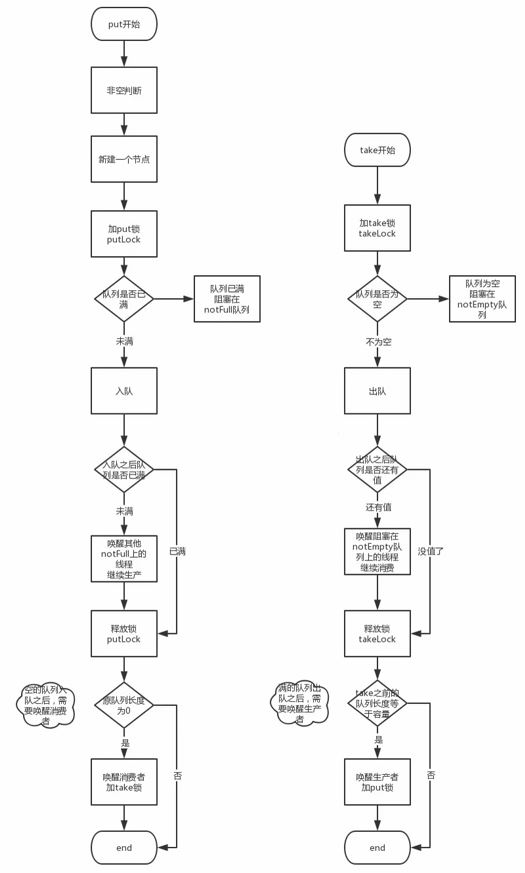 put开始
非空判断
新建一个节点
加put锁
putLock
队列是否已
满
队列已满
阻塞在
notFull队列
未满
入队
入队之后队
列是否已满
未满
已满
唤醒其他
notFull上的
线程
继续生产
释放锁
putLock
空的队列入
队之后，需
要唤醒消费
者
原队列长度
为0
是
否
唤醒消费者
加take锁
end
take开始
加take锁
takeLock
队列是否为
空
队列为空
阻塞在
notEmpty队
列
不为空
出队
出队之后队
列是否还有
值
还有值
没值了
唤醒阻塞在
notEmpty队
列上的线程
继续消费
释放锁
takeLock
满的队列出
队之后，需
要唤醒生产
者
take之前的
队列长度等
于容量
是
否
唤醒生产者
加put锁
end